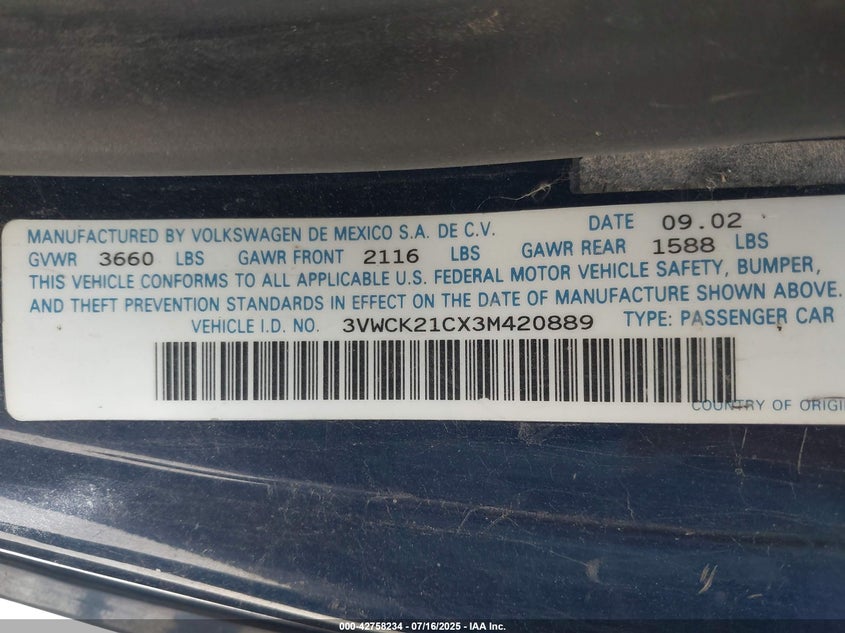 MANUFACTURED BY VOLKSWAGEN DE MEXICO S.A. DE C.V. DATE 09.02
GVWR 3660 LBS GAWR FRONT 2116 LBS GAWR REAR 1588 LBS
THIS VEHICLE CONFORMS TO ALL APPLICABLE U.S. FEDERAL MOTOR VEHICLE SAFETY, BUMPER,
AND THEFT PREVENTION STANDARDS IN EFFECT ON THE DATE OF MANUFACTURE SHOWN ABOVE.
VEHICLE I.D. NO. 3VWCK21CX3M420889 TYPE: PASSENGER CAR
COUNTRY OF ORIGI
000-42758234 - 07/16/2025 - IAA Inc.